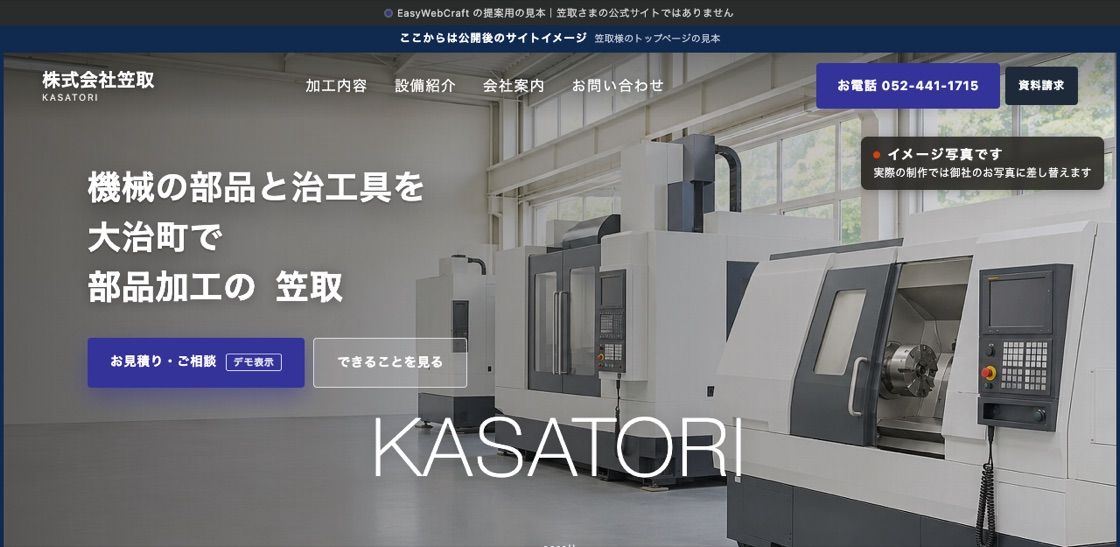 EasyWebCraft の提案用の見本｜笠取さまの公式サイトではありません
ここからは公開後のサイトイメージ 笠取様のトップページの見本
株式会社笠取
KASATORI
加工内容 設備紹介 会社案内 お問い合わせ
お電話 052-441-1715
資料請求
イメージ写真です
実際の制作では御社のお写真に差し替えます
機械の部品と治工具を
大治町で
部品加工の 笠取
お見積り・ご相談 デモ表示
できることを見る
KASATORI